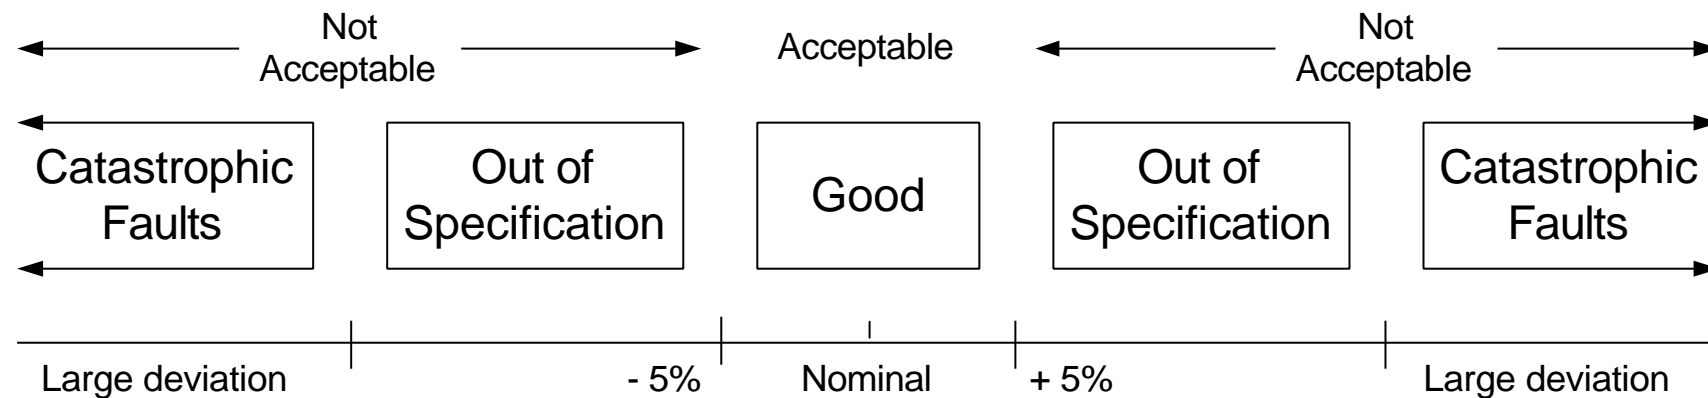 Not
Acceptable
Acceptable
Not
Acceptable
Catastrophic
Faults
Out of
Specification
Good
Out of
Specification
Catastrophic
Faults
Large deviation
- 5%
Nominal
+ 5%
Large deviation